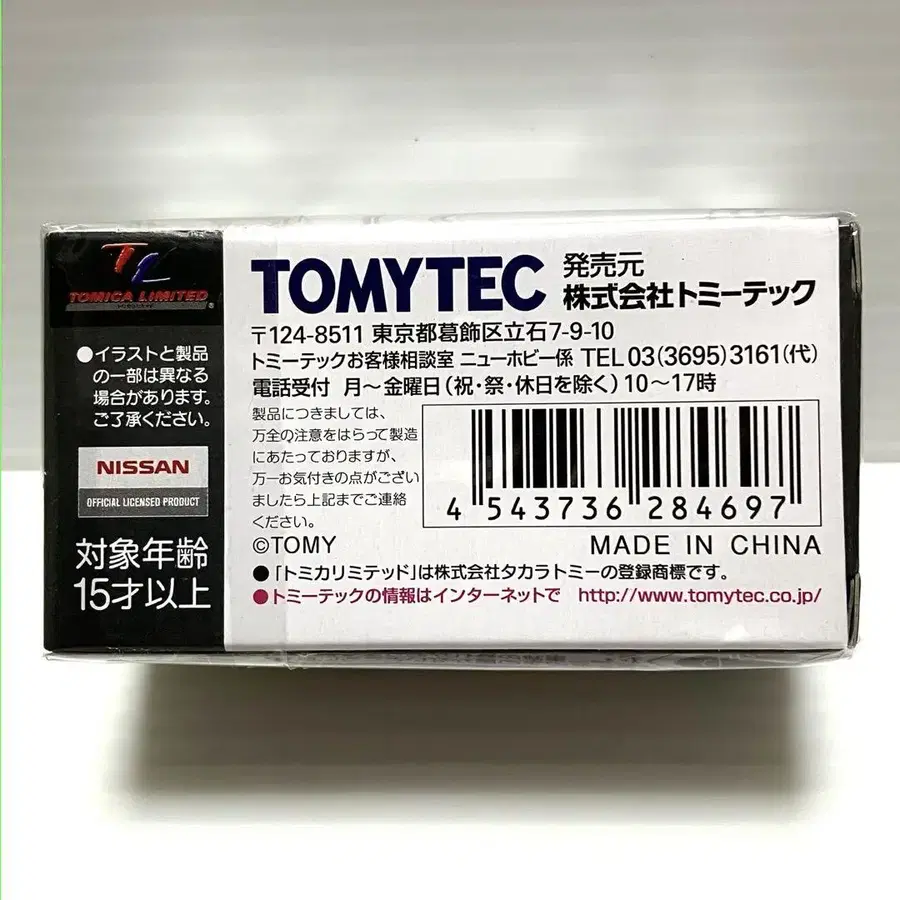 TL
TOMICA LIMITED
●イラストと製品
の一部は異なる
場合があります。
ご了承ください。
NISSAN
OFFICIAL LICENSED PRODUCT
対象年齢
15才以上
TOMYTEC
発売元
株式会社トミーテック
〒124-8511 東京都葛飾区立石7-9-10
トミーテックお客様相談室 ニューホビー係 TEL 03(3695)3161(代)
電話受付 月～金曜日(祝・祭・休日を除く)10～17時
製品につきましては、
万全の注意をはらって製造
にあたっておりますが、
万一お気付きの点がござい
ましたら上記までご連絡
ください。
4 543736 284697
©TOMY
MADE IN CHINA
●「トミカリミテッド」は株式会社タカラトミーの登録商標です。
●トミーテックの情報はインターネットで http://www.tomytec.co.jp/